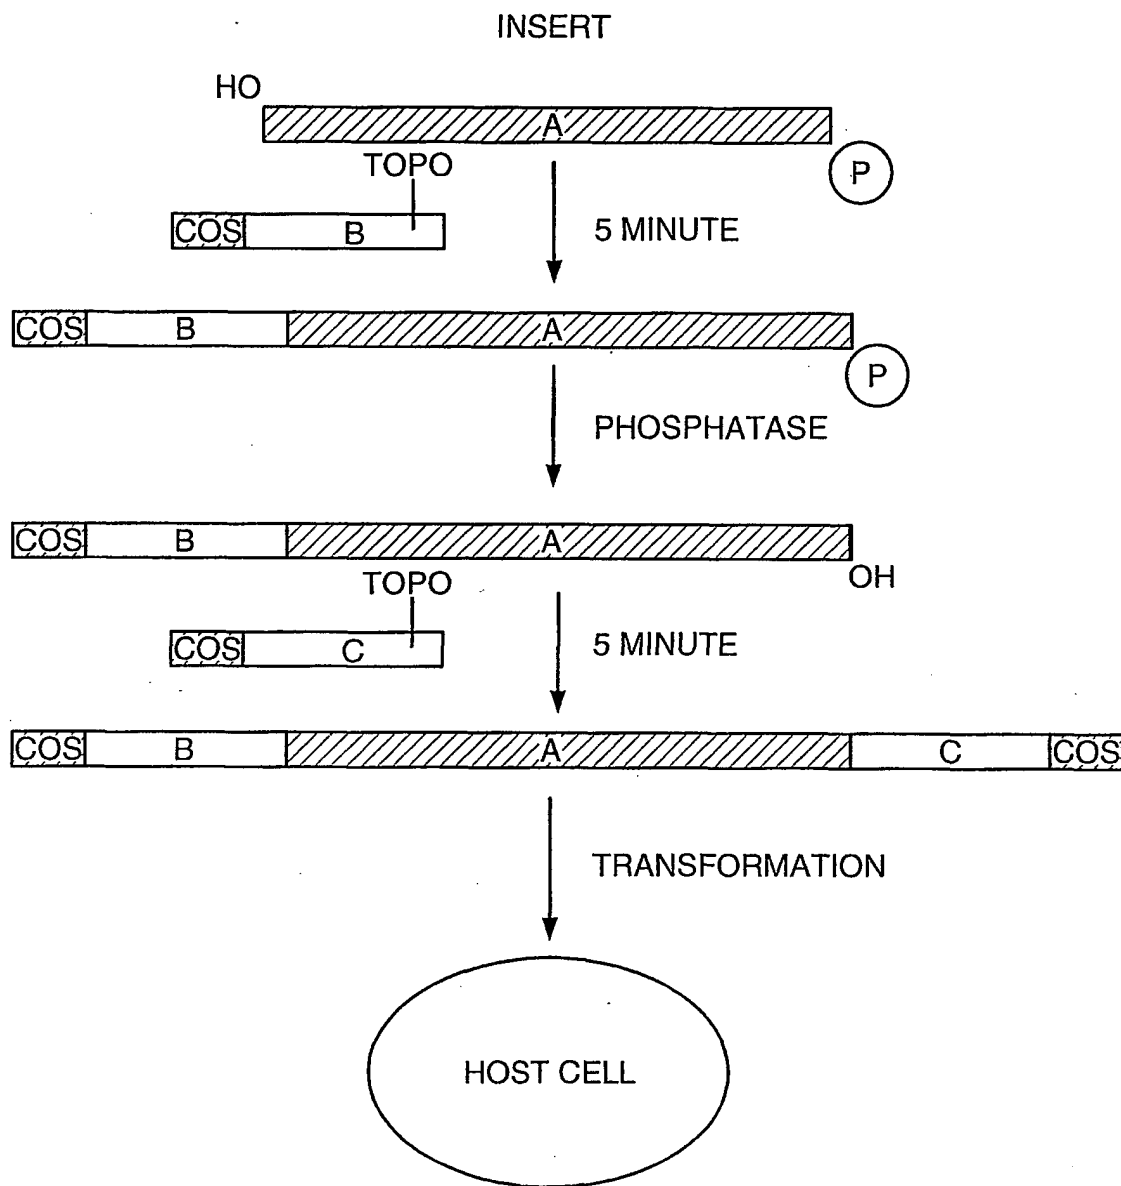 INSERT
HO
A
P
TOPO
COS B
5 MINUTE
COS B A
P
PHOSPHATASE
COS B A
OH
TOPO
COS C
5 MINUTE
COS B A C COS
TRANSFORMATION
HOST CELL